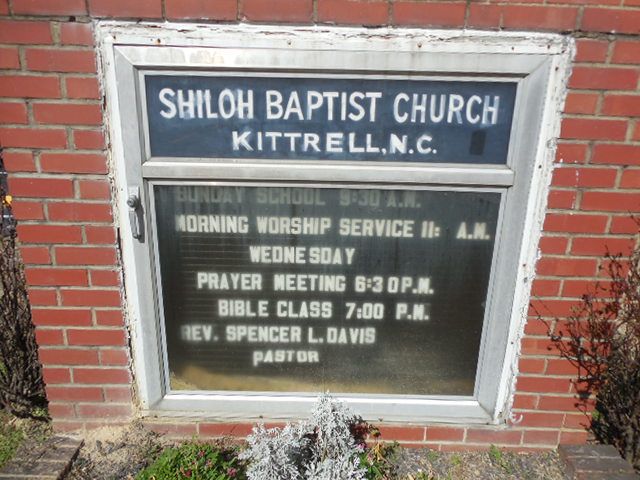 SHILOH BAPTIST CHURCH
KITTRELL, N.C.
SUNDAY SCHOOL 9:30 A.M.
MORNING WORSHIP SERVICE 11: A.M.
WEDNESDAY
PRAYER MEETING 6:30 P.M.
BIBLE CLASS 7:00 P.M.
REV. SPENCER L. DAVIS
PASTOR